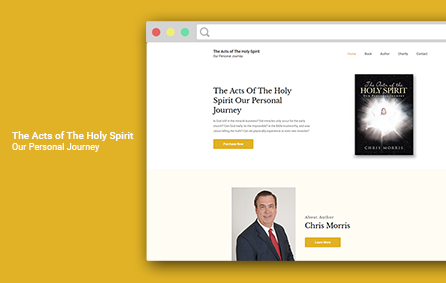 The Acts of The Holy Spirit
Our Personal Journey
The Acts of The Holy Spirit
Our Personal Journey
Home Book Author Charity Contact
The Acts Of The Holy
Spirit Our Personal
Journey
Purchase Now
The Acts of the
HOLY SPIRIT
OUR PERSONAL JOURNEY
CHRIS MORRIS
About Author
Chris Morris
Learn More